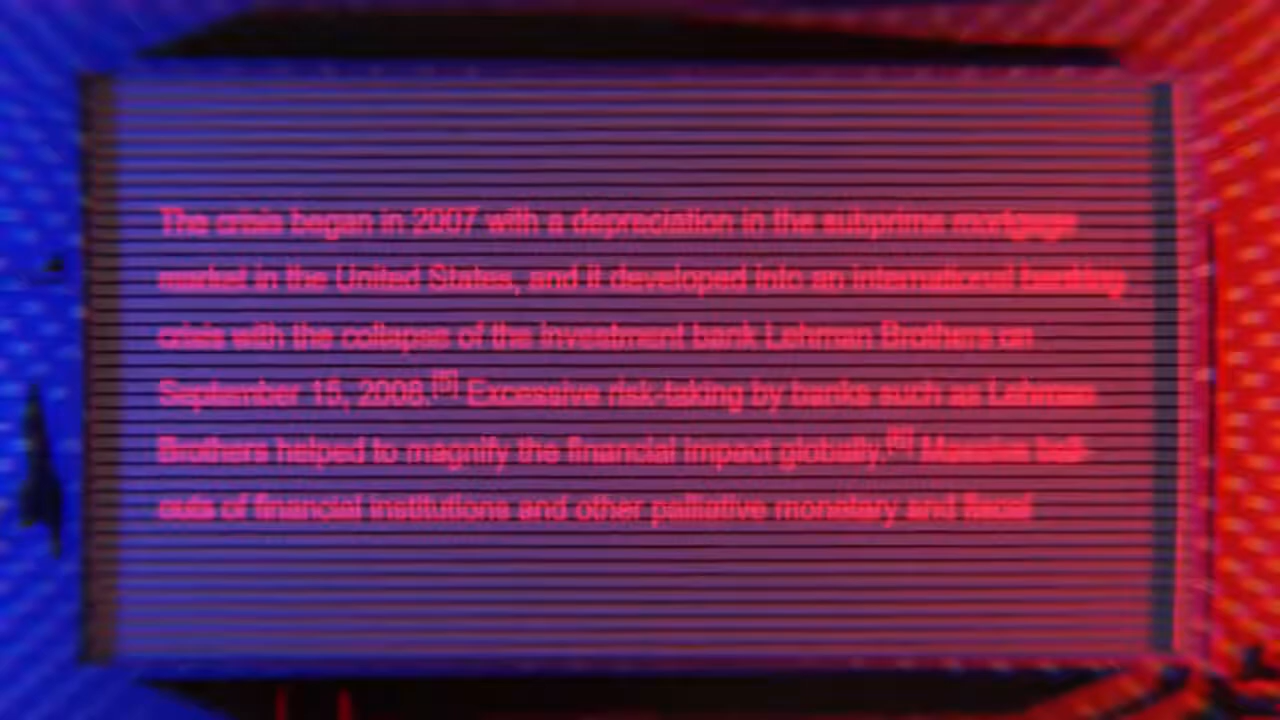 The crisis began in 2007 with a depreciation in the subprime mortgage
market in the United States, and it developed into an international banking
crisis with the collapse of the investment bank Lehman Brothers on
September 15, 2008.[5] Excessive risk-taking by banks such as Lehman
Brothers helped to magnify the financial impact globally.[6] Massive bail-
outs of financial institutions and other palliative monetary and fiscal